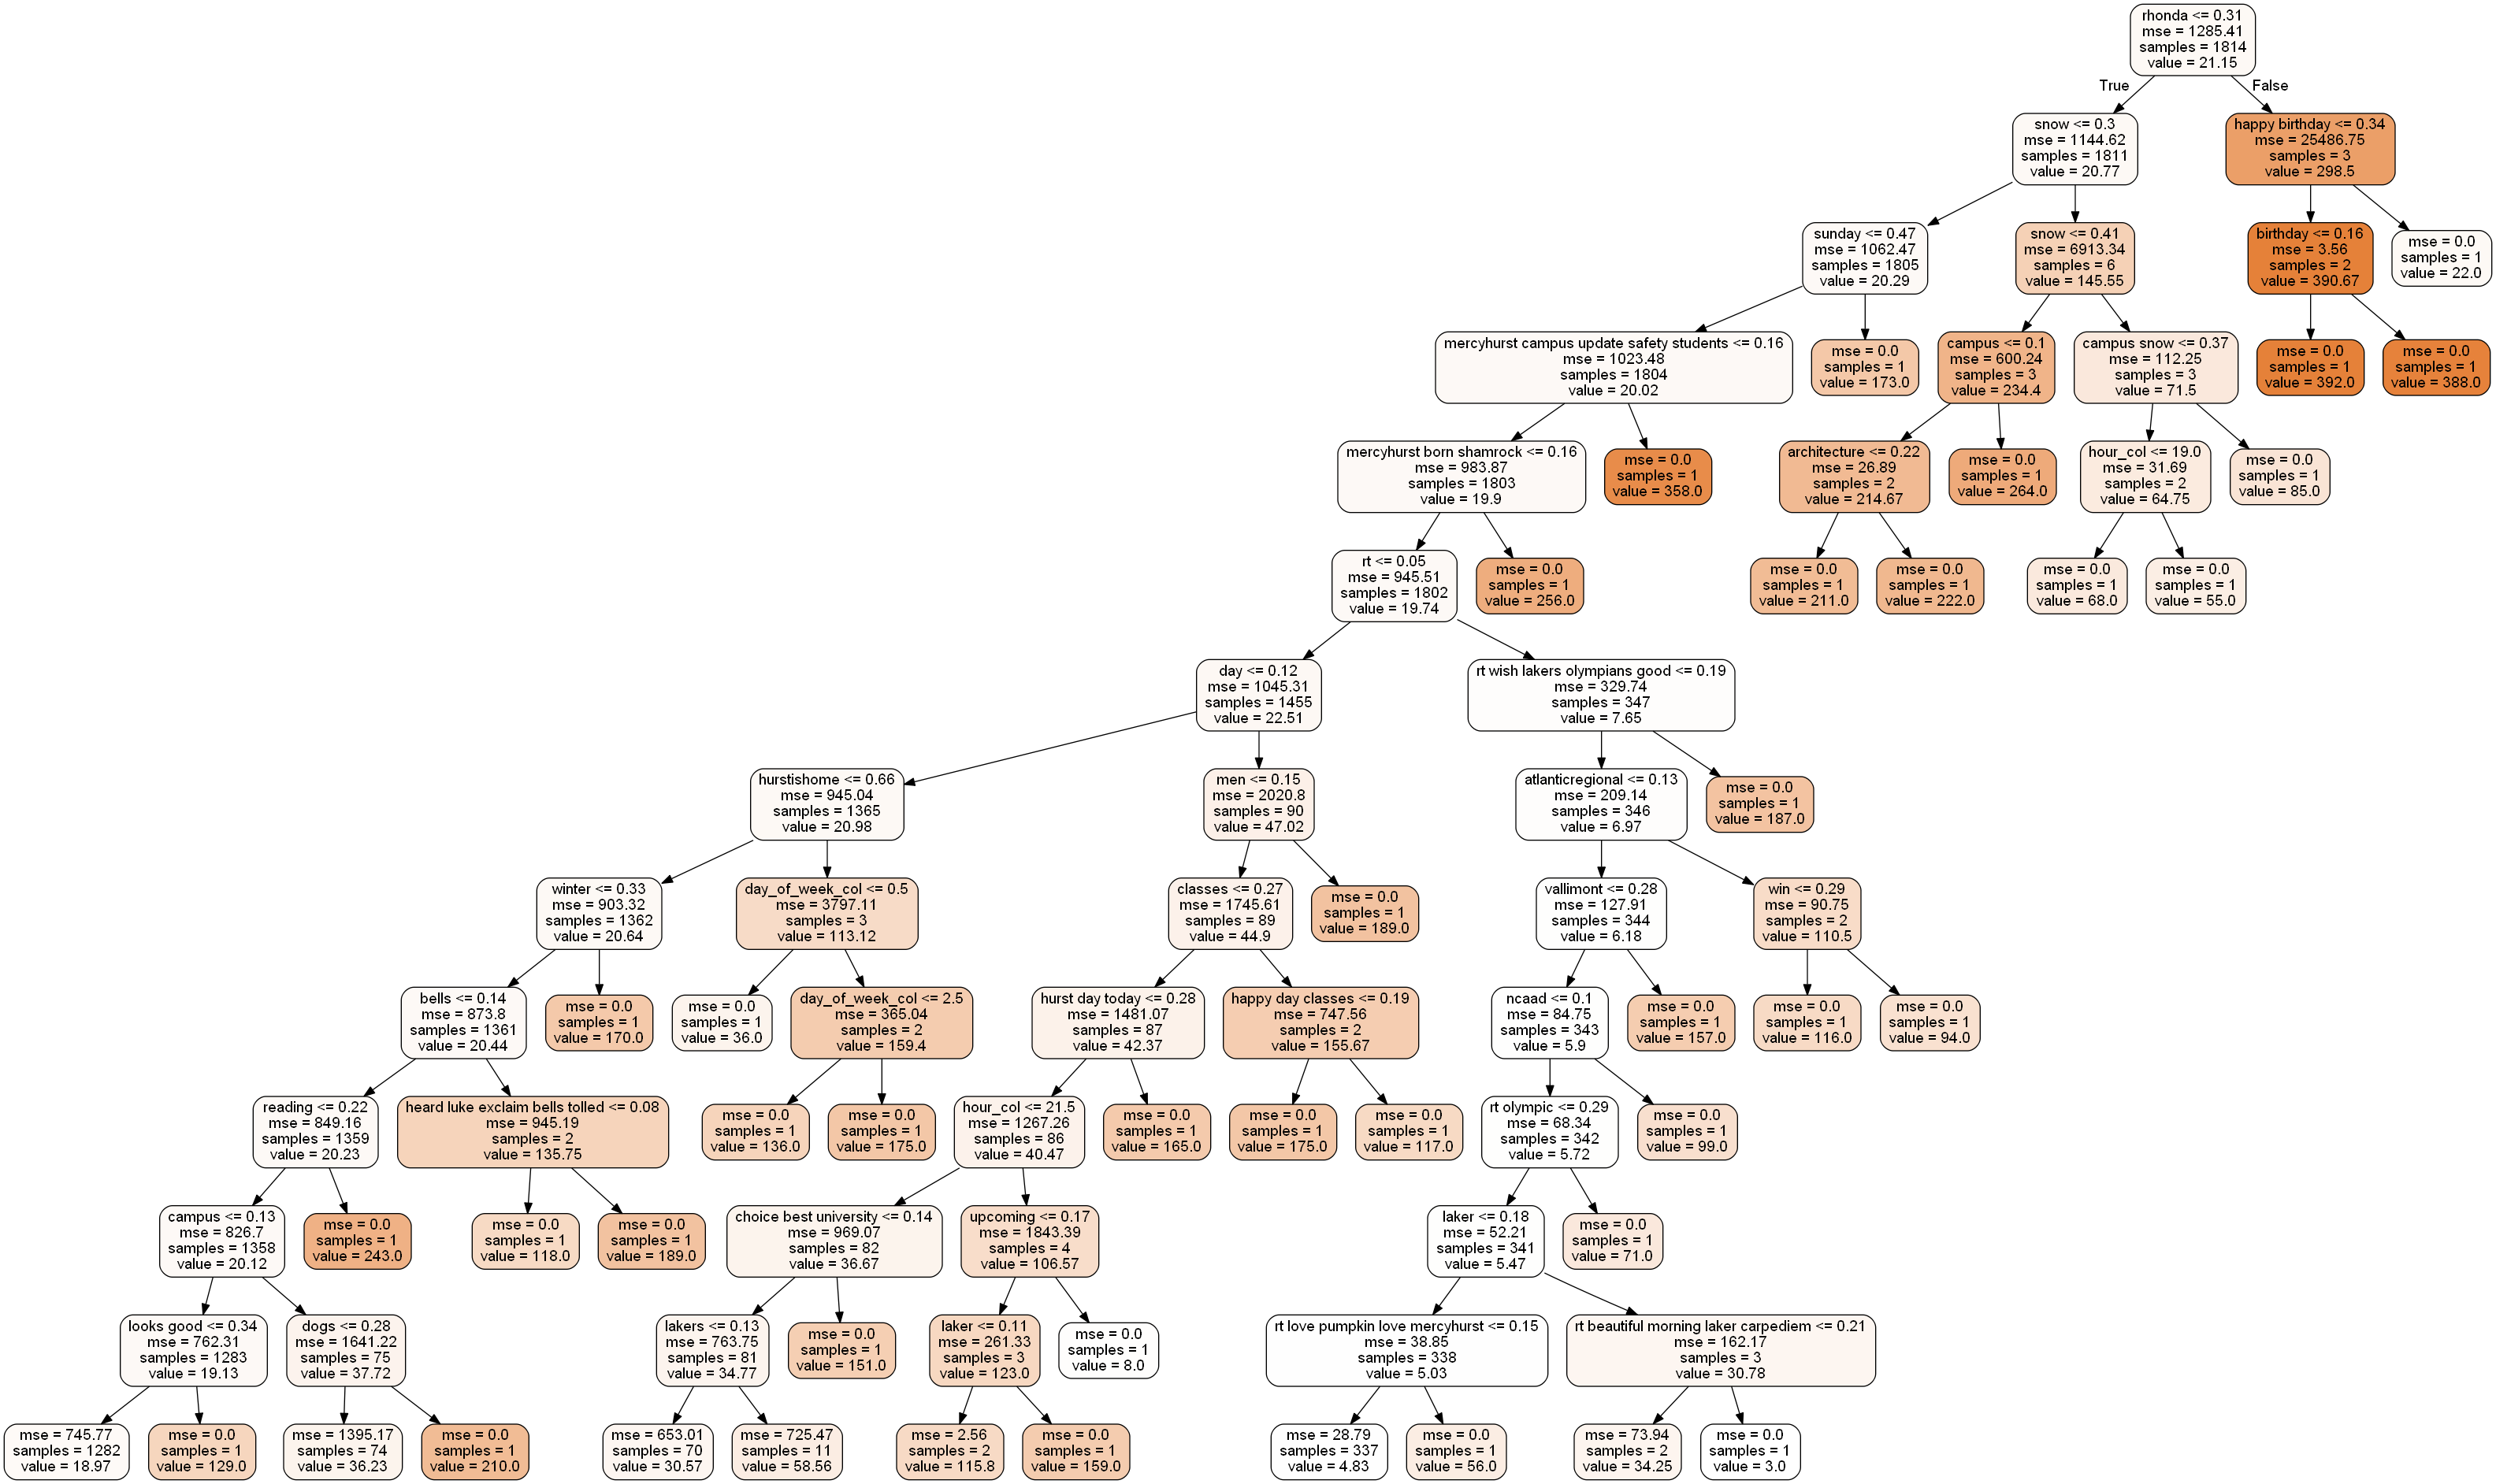 rhonda <= 0.31
mse = 1285.41
samples = 1814
value = 21.15
True
False
snow <= 0.3
mse = 1144.62
samples = 1811
value = 20.77
happy birthday <= 0.34
mse = 25486.75
samples = 3
value = 298.5
sunday <= 0.47
mse = 1062.47
samples = 1805
value = 20.29
snow <= 0.41
mse = 6913.34
samples = 6
value = 145.55
birthday <= 0.16
mse = 3.56
samples = 2
value = 390.67
mse = 0.0
samples = 1
value = 22.0
mercyhurst campus update safety students <= 0.16
mse = 1023.48
samples = 1804
value = 20.02
mse = 0.0
samples = 1
value = 173.0
campus <= 0.1
mse = 600.24
samples = 3
value = 234.4
campus snow <= 0.37
mse = 112.25
samples = 3
value = 71.5
mse = 0.0
samples = 1
value = 392.0
mse = 0.0
samples = 1
value = 388.0
mercyhurst born shamrock <= 0.16
mse = 983.87
samples = 1803
value = 19.9
mse = 0.0
samples = 1
value = 358.0
architecture <= 0.22
mse = 26.89
samples = 2
value = 214.67
mse = 0.0
samples = 1
value = 264.0
hour_col <= 19.0
mse = 31.69
samples = 2
value = 64.75
mse = 0.0
samples = 1
value = 85.0
rt <= 0.05
mse = 945.51
samples = 1802
value = 19.74
mse = 0.0
samples = 1
value = 256.0
mse = 0.0
samples = 1
value = 211.0
mse = 0.0
samples = 1
value = 222.0
mse = 0.0
samples = 1
value = 68.0
mse = 0.0
samples = 1
value = 55.0
day <= 0.12
mse = 1045.31
samples = 1455
value = 22.51
rt wish lakers olympians good <= 0.19
mse = 329.74
samples = 347
value = 7.65
hurstishome <= 0.66
mse = 945.04
samples = 1365
value = 20.98
men <= 0.15
mse = 2020.8
samples = 90
value = 47.02
atlanticregional <= 0.13
mse = 209.14
samples = 346
value = 6.97
mse = 0.0
samples = 1
value = 187.0
winter <= 0.33
mse = 903.32
samples = 1362
value = 20.64
day_of_week_col <= 0.5
mse = 3797.11
samples = 3
value = 113.12
classes <= 0.27
mse = 1745.61
samples = 89
value = 44.9
mse = 0.0
samples = 1
value = 189.0
vallimont <= 0.28
mse = 127.91
samples = 344
value = 6.18
win <= 0.29
mse = 90.75
samples = 2
value = 110.5
bells <= 0.14
mse = 873.8
samples = 1361
value = 20.44
mse = 0.0
samples = 1
value = 170.0
mse = 0.0
samples = 1
value = 36.0
day_of_week_col <= 2.5
mse = 365.04
samples = 2
value = 159.4
hurst day today <= 0.28
mse = 1481.07
samples = 87
value = 42.37
happy day classes <= 0.19
mse = 747.56
samples = 2
value = 155.67
ncaad <= 0.1
mse = 84.75
samples = 343
value = 5.9
mse = 0.0
samples = 1
value = 157.0
mse = 0.0
samples = 1
value = 116.0
mse = 0.0
samples = 1
value = 94.0
reading <= 0.22
mse = 849.16
samples = 1359
value = 20.23
heard luke exclaim bells tolled <= 0.08
mse = 945.19
samples = 2
value = 135.75
mse = 0.0
samples = 1
value = 136.0
mse = 0.0
samples = 1
value = 175.0
hour_col <= 21.5
mse = 1267.26
samples = 86
value = 40.47
mse = 0.0
samples = 1
value = 165.0
mse = 0.0
samples = 1
value = 175.0
mse = 0.0
samples = 1
value = 117.0
rt olympic <= 0.29
mse = 68.34
samples = 342
value = 5.72
mse = 0.0
samples = 1
value = 99.0
campus <= 0.13
mse = 826.7
samples = 1358
value = 20.12
mse = 0.0
samples = 1
value = 243.0
mse = 0.0
samples = 1
value = 118.0
mse = 0.0
samples = 1
value = 189.0
choice best university <= 0.14
mse = 969.07
samples = 82
value = 36.67
upcoming <= 0.17
mse = 1843.39
samples = 4
value = 106.57
laker <= 0.18
mse = 52.21
samples = 341
value = 5.47
mse = 0.0
samples = 1
value = 71.0
looks good <= 0.34
mse = 762.31
samples = 1283
value = 19.13
dogs <= 0.28
mse = 1641.22
samples = 75
value = 37.72
lakers <= 0.13
mse = 763.75
samples = 81
value = 34.77
mse = 0.0
samples = 1
value = 151.0
laker <= 0.11
mse = 261.33
samples = 3
value = 123.0
mse = 0.0
samples = 1
value = 8.0
rt love pumpkin love mercyhurst <= 0.15
mse = 38.85
samples = 338
value = 5.03
rt beautiful morning laker carpediem <= 0.21
mse = 162.17
samples = 3
value = 30.78
mse = 745.77
samples = 1282
value = 18.97
mse = 0.0
samples = 1
value = 129.0
mse = 1395.17
samples = 74
value = 36.23
mse = 0.0
samples = 1
value = 210.0
mse = 653.01
samples = 70
value = 30.57
mse = 725.47
samples = 11
value = 58.56
mse = 2.56
samples = 2
value = 115.8
mse = 0.0
samples = 1
value = 159.0
mse = 28.79
samples = 337
value = 4.83
mse = 0.0
samples = 1
value = 56.0
mse = 73.94
samples = 2
value = 34.25
mse = 0.0
samples = 1
value = 3.0